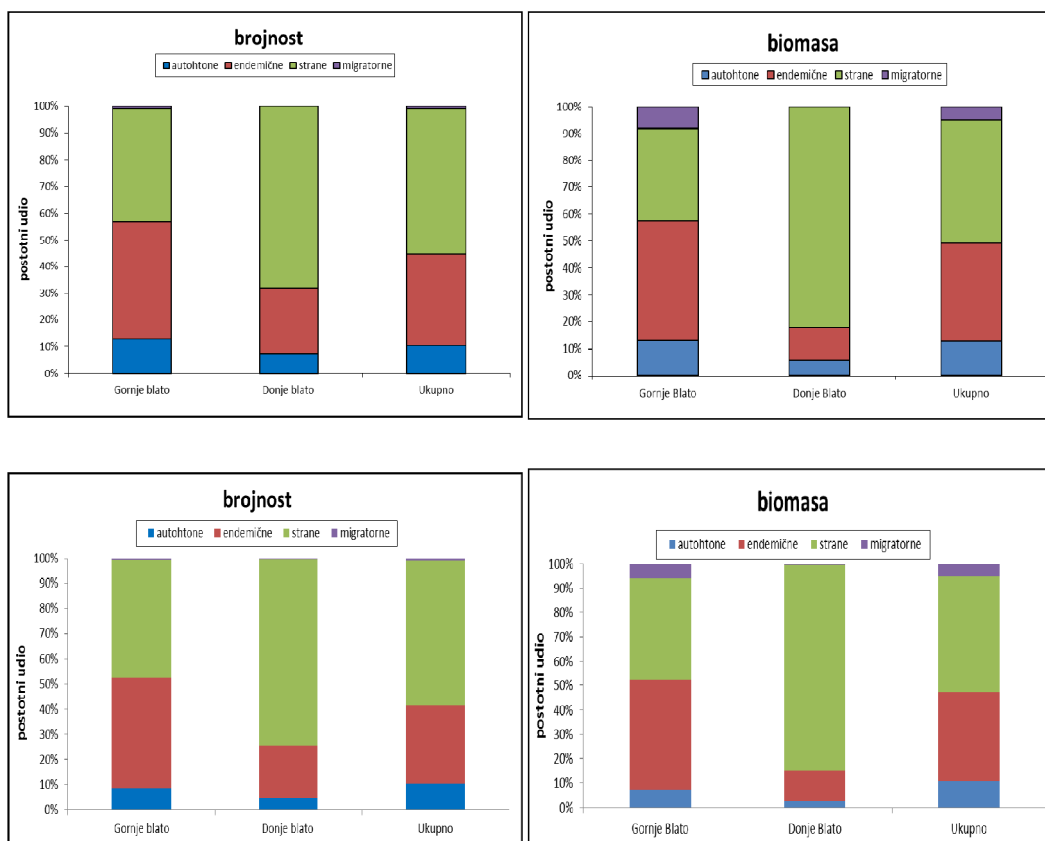 brojnost
autohtone endemične strane migratorne
postotni udio
100%
90%
80%
70%
60%
50%
40%
30%
20%
10%
0%
Gornje blato Donje blato Ukupno
biomasa
autohtone endemične strane migratorne
postotni udio
100%
90%
80%
70%
60%
50%
40%
30%
20%
10%
0%
Gornje Blato Donje Blato Ukupno
brojnost
autohtone endemične strane migratorne
postotni udio
100%
90%
80%
70%
60%
50%
40%
30%
20%
10%
0%
Gornje blato Donje blato Ukupno
biomasa
autohtone endemične strane migratorne
postotni udio
100%
90%
80%
70%
60%
50%
40%
30%
20%
10%
0%
Gornje Blato Donje Blato Ukupno